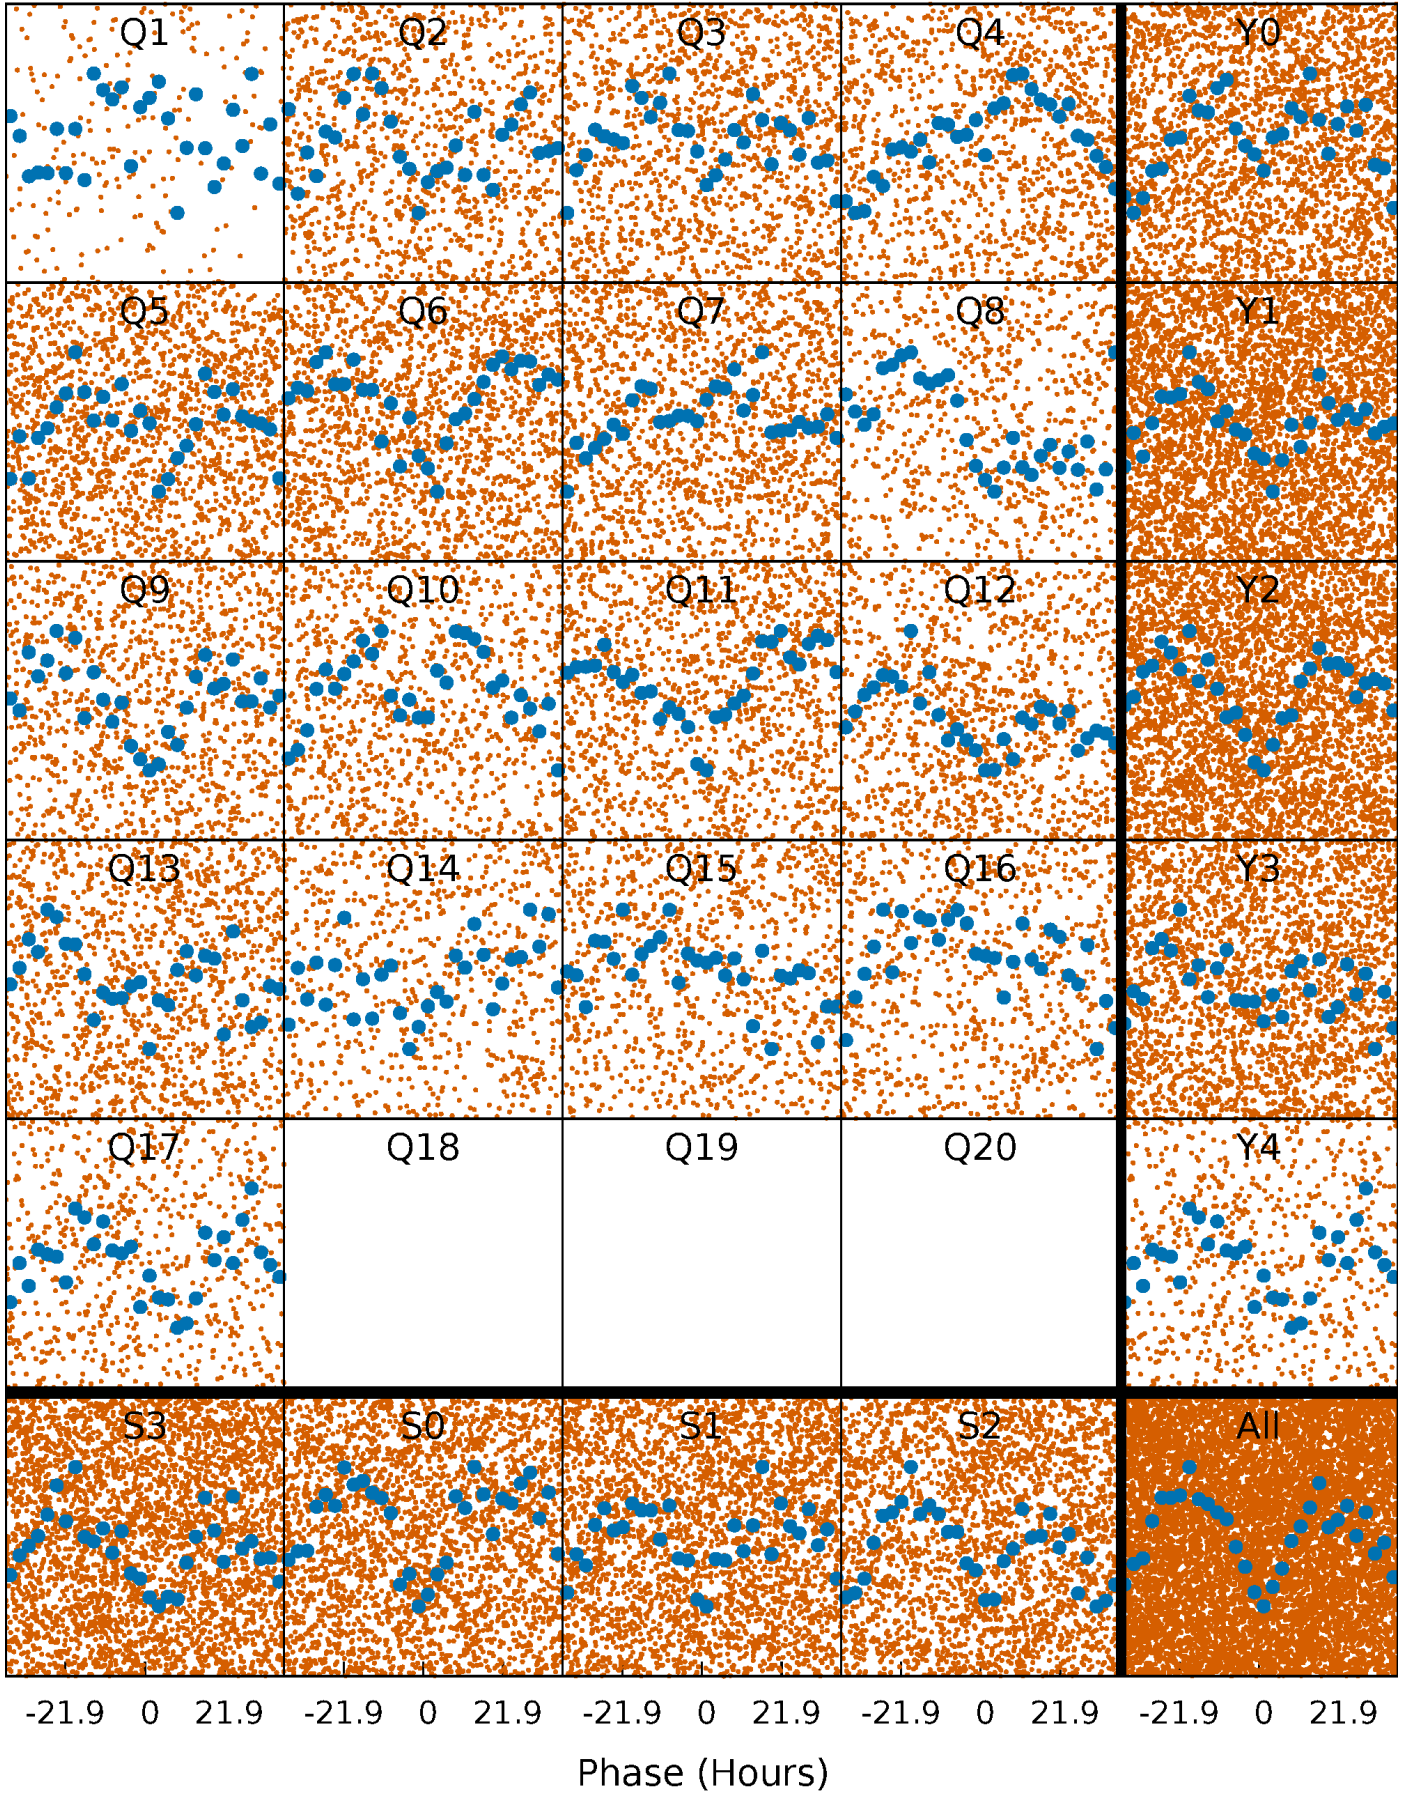 Q1 Q2 Q3 Q4 Y0
Q5 Q6 Q7 Q8 Y1
Q9 Q10 Q11 Q12 Y2
Q13 Q14 Q15 Q16 Y3
Q17 Q18 Q19 Q20 Y4
S3 S0 S1 S2 All
-21.9 0 21.9 -21.9 0 21.9 -21.9 0 21.9 -21.9 0 21.9 -21.9 0 21.9
Phase (Hours)